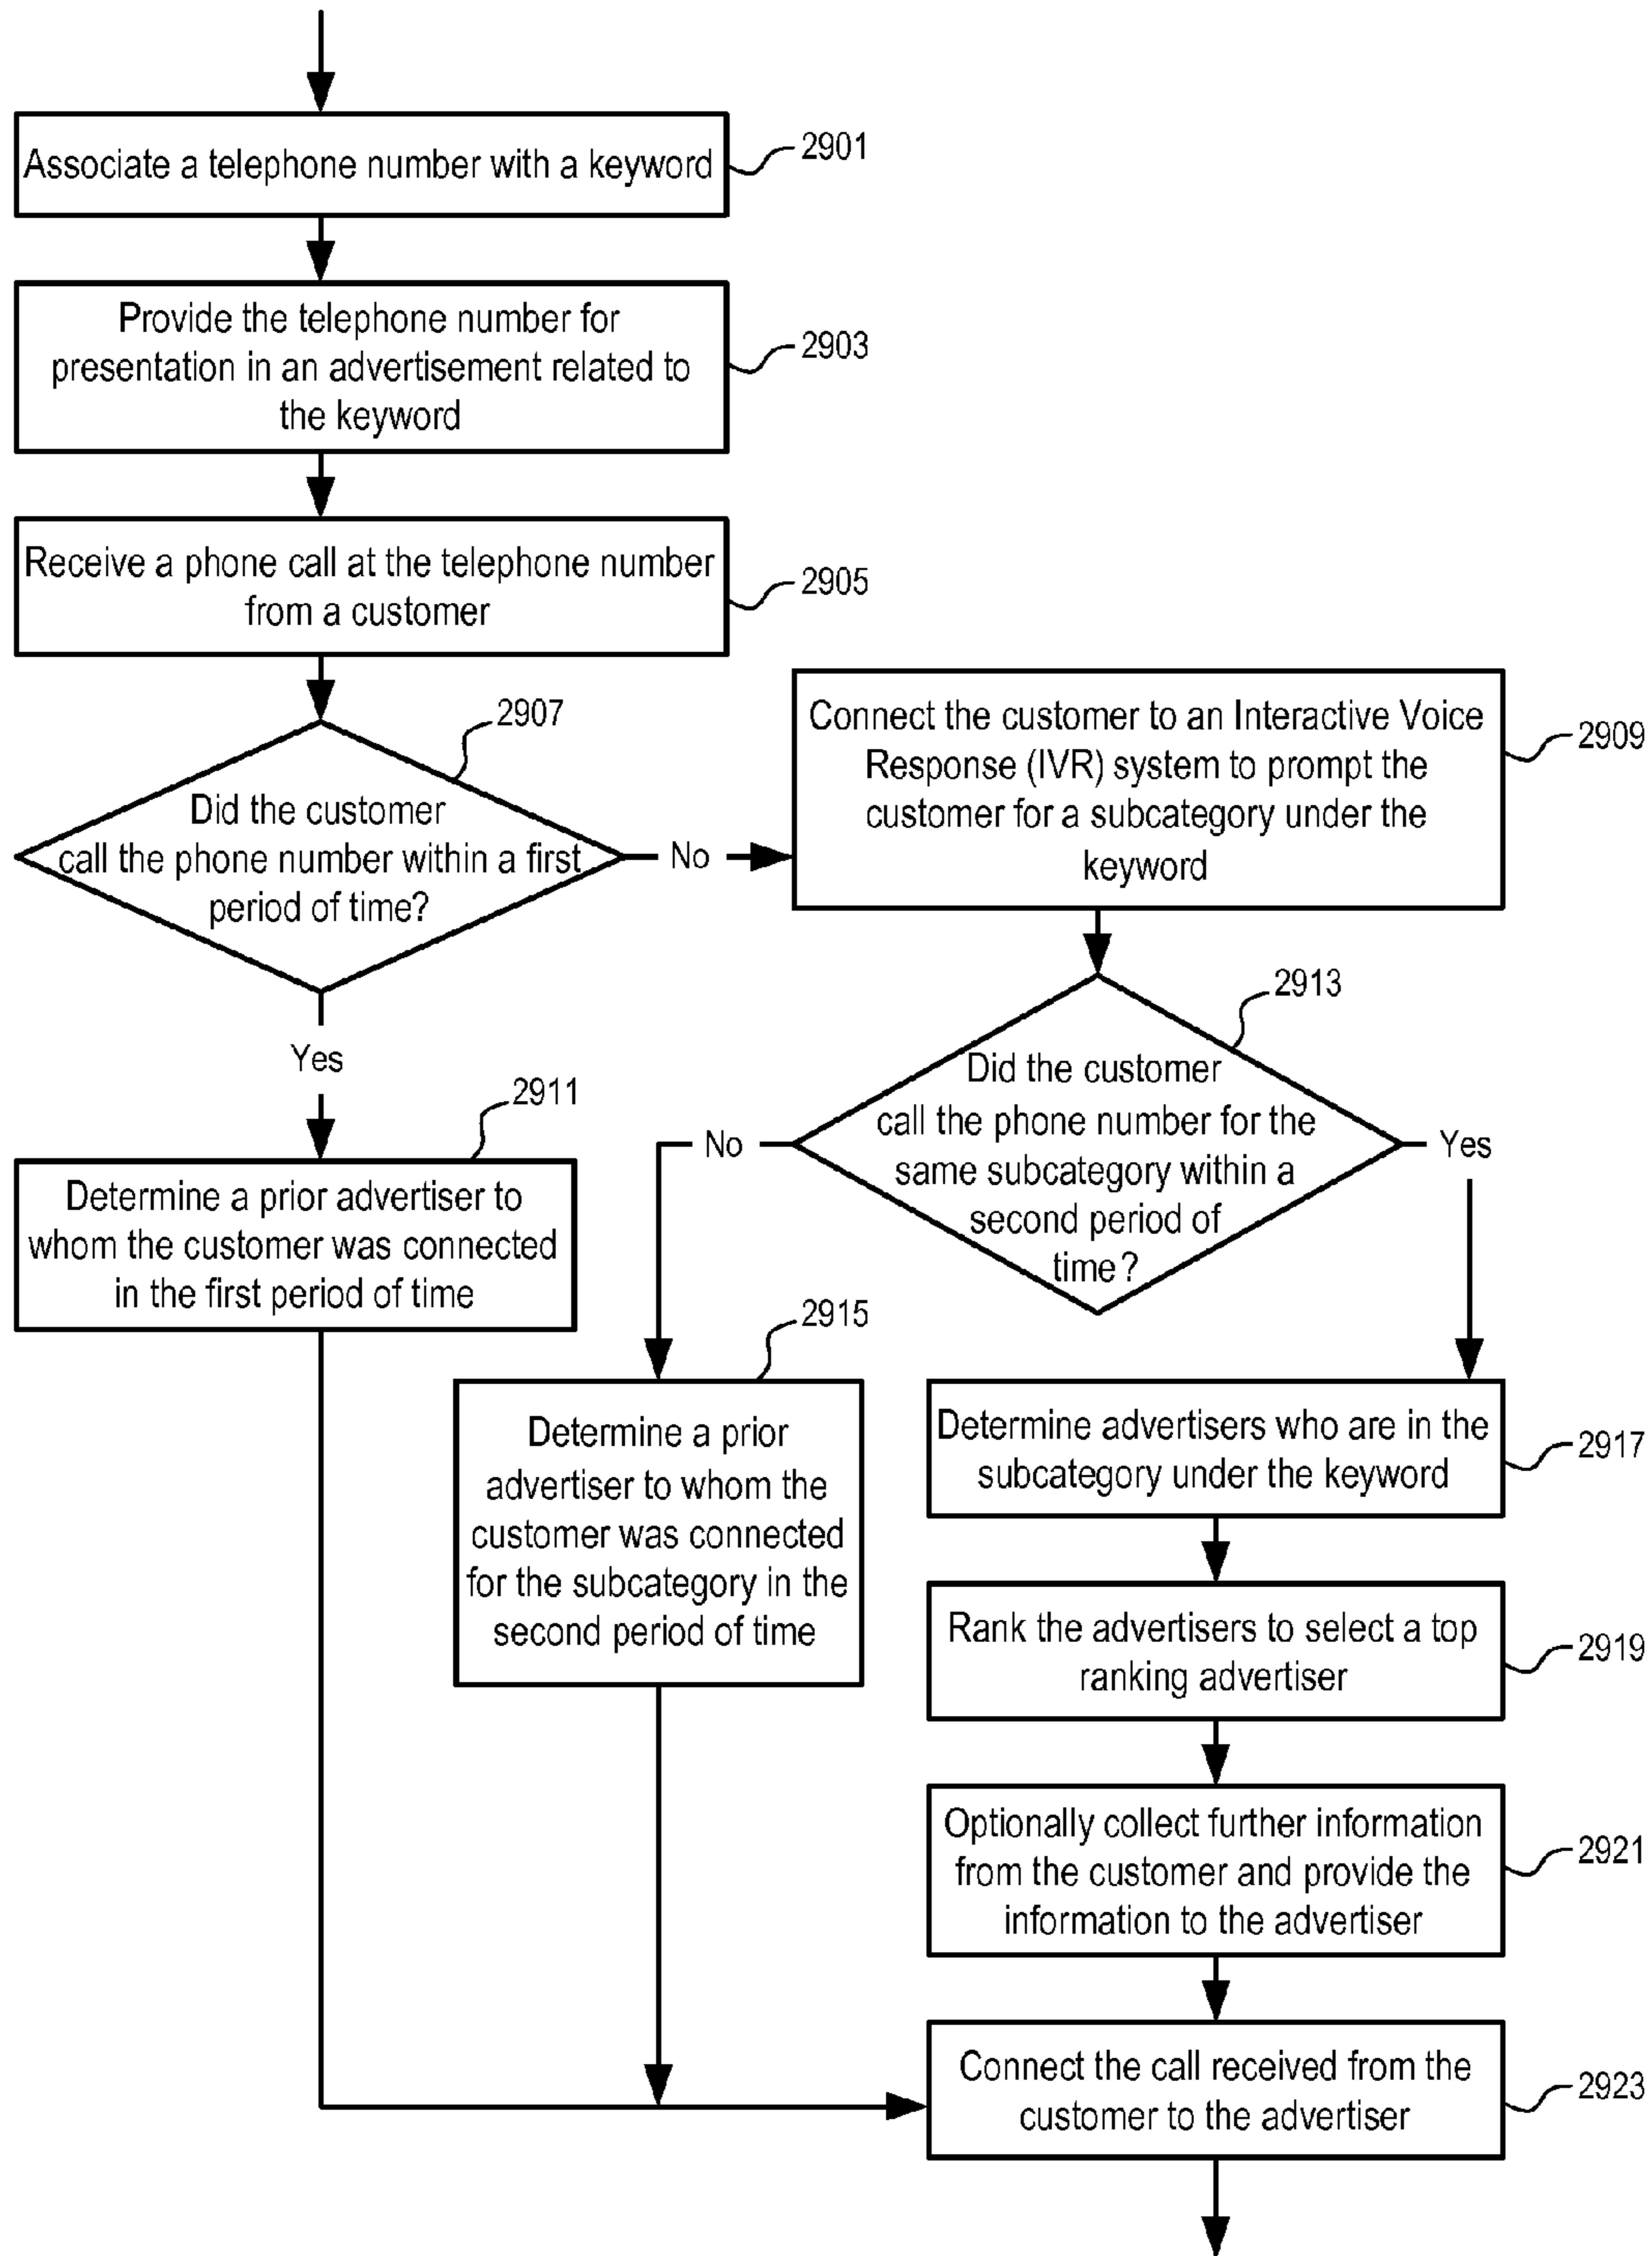 Associate a telephone number with a keyword
2901
Provide the telephone number for
presentation in an advertisement related to
the keyword
2903
Receive a phone call at the telephone number
from a customer
2905
2907
Did the customer
call the phone number within a first
period of time?
No
Yes
Connect the customer to an Interactive Voice
Response (IVR) system to prompt the
customer for a subcategory under the
keyword
2909
2911
Determine a prior advertiser to
whom the customer was connected
in the first period of time
2913
Did the customer
call the phone number for the
same subcategory within a
second period of
time?
No
Yes
2915
Determine a prior
advertiser to whom the
customer was connected
for the subcategory in the
second period of time
Determine advertisers who are in the
subcategory under the keyword
2917
Rank the advertisers to select a top
ranking advertiser
2919
Optionally collect further information
from the customer and provide the
information to the advertiser
2921
Connect the call received from the
customer to the advertiser
2923